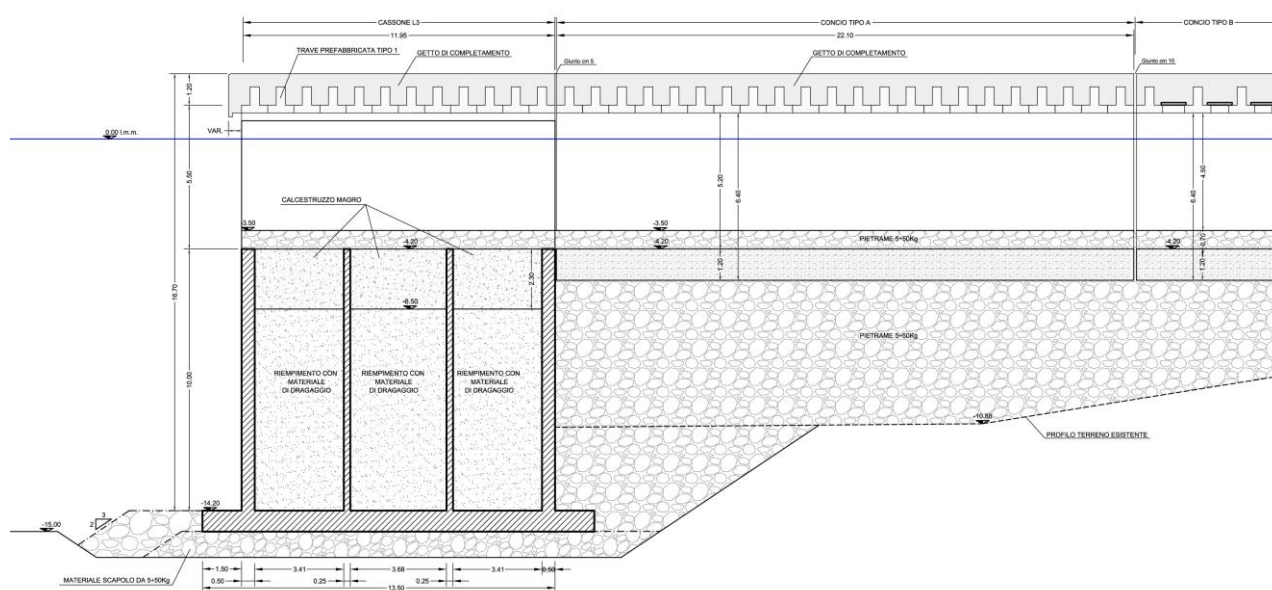 CASSONE L3
CONCIO TIPO A
CONCIO TIPO B
11.95
22.10
TRAVE PREFABBRICATA TIPO 1
GETTO DI COMPLETAMENTO
Giunto cm 5
GETTO DI COMPLETAMENTO
Giunto cm 10
1.20
0.00 l.m.m.
VAR.
5.50
5.20
6.40
6.40
4.50
CALCESTRUZZO MAGRO
-3.50
-3.50
-4.20
-4.20
PIETRAME 5÷50Kg
-4.20
0.70
16.70
2.30
1.20
1.20
-6.50
PIETRAME 5÷50Kg
10.00
RIEMPIMENTO CON
MATERIALE
DI DRAGAGGIO
RIEMPIMENTO CON
MATERIALE
DI DRAGAGGIO
RIEMPIMENTO CON
MATERIALE
DI DRAGAGGIO
-10.88
PROFILO TERRENO ESISTENTE
-14.20
-15.00
3
2
MATERIALE SCAPOLO DA 5÷50Kg
1.50
3.41
3.68
3.41
0.50
0.50
0.25
0.25
13.50